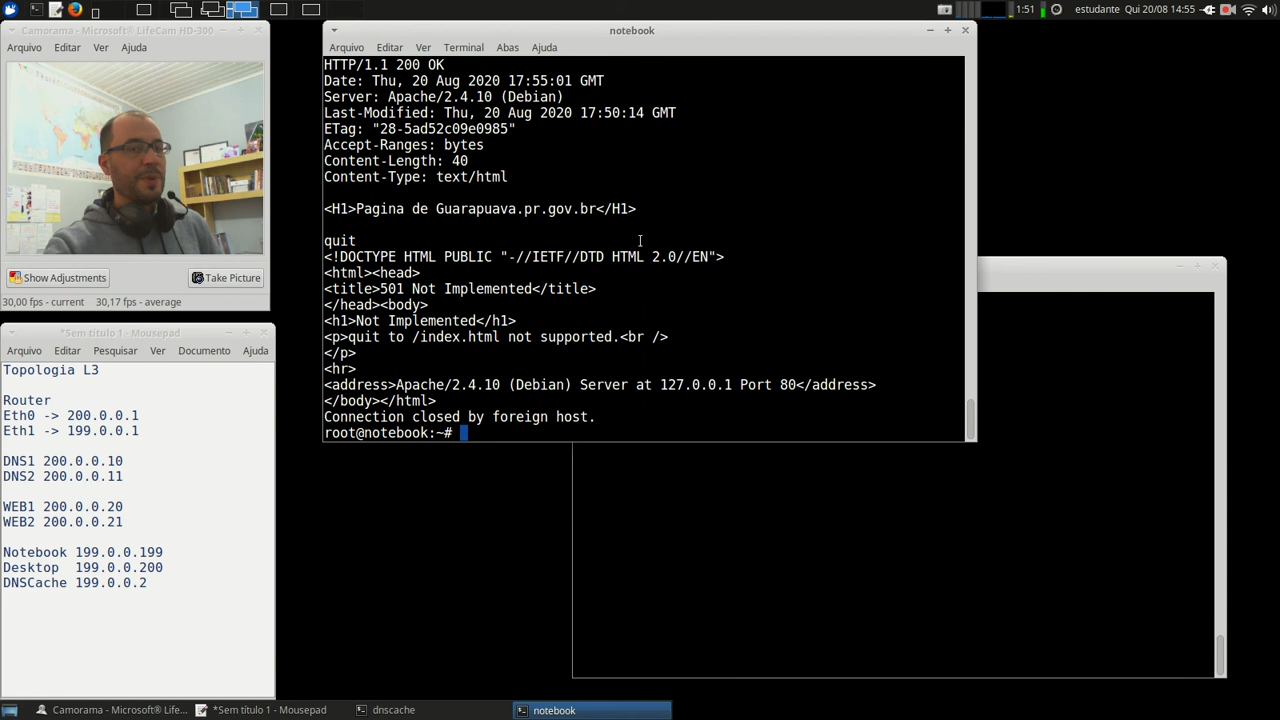 1:51
estudante Qui 20/08 14:55
Camorama - Microsoft® LifeCam HD-300
Arquivo Editar Ver Ajuda
Show Adjustments
Take Picture
30,00 fps - current 30,17 fps - average
*Sem título 1 - Mousepad
Arquivo Editar Pesquisar Ver Documento Ajuda
Topologia L3
Router
Eth0 -> 200.0.0.1
Eth1 -> 199.0.0.1
DNS1 200.0.0.10
DNS2 200.0.0.11
WEB1 200.0.0.20
WEB2 200.0.0.21
Notebook 199.0.0.199
Desktop  199.0.0.200
DNSCache 199.0.0.2
notebook
Arquivo Editar Ver Terminal Abas Ajuda
HTTP/1.1 200 OK
Date: Thu, 20 Aug 2020 17:55:01 GMT
Server: Apache/2.4.10 (Debian)
Last-Modified: Thu, 20 Aug 2020 17:50:14 GMT
ETag: "28-5ad52c09e0985"
Accept-Ranges: bytes
Content-Length: 40
Content-Type: text/html
<H1>Pagina de Guarapuava.pr.gov.br</H1>
quit
<!DOCTYPE HTML PUBLIC "-//IETF//DTD HTML 2.0//EN">
<html><head>
<title>501 Not Implemented</title>
</head><body>
<h1>Not Implemented</h1>
<p>quit to /index.html not supported.<br />
</p>
<hr>
<address>Apache/2.4.10 (Debian) Server at 127.0.0.1 Port 80</address>
</body></html>
Connection closed by foreign host.
root@notebook:~#
Camorama - Microsoft® Life...
*Sem título 1 - Mousepad
dnscache
notebook